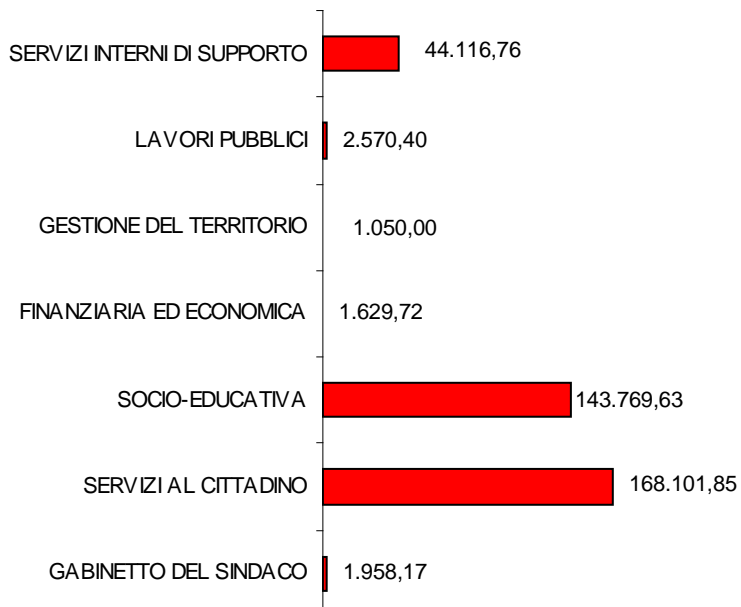 SERVIZI INTERNI DI SUPPORTO 44.116,76
LAVORI PUBBLICI 2.570,40
GESTIONE DEL TERRITORIO 1.050,00
FINANZIARIA ED ECONOMICA 1.629,72
SOCIO-EDUCATIVA 143.769,63
SERVIZI AL CITTADINO 168.101,85
GABINETTO DEL SINDACO 1.958,17